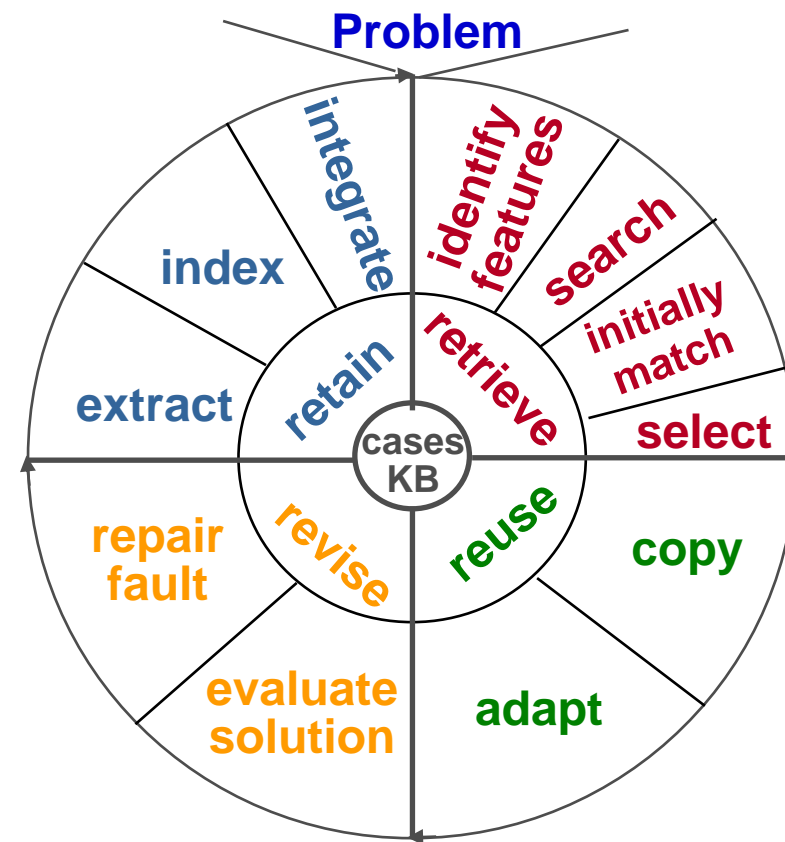 Problem
identify
features
search
initially
match
select
retrieve
copy
adapt
reuse
evaluate
solution
repair
fault
revise
extract
index
integrate
retain
cases
KB